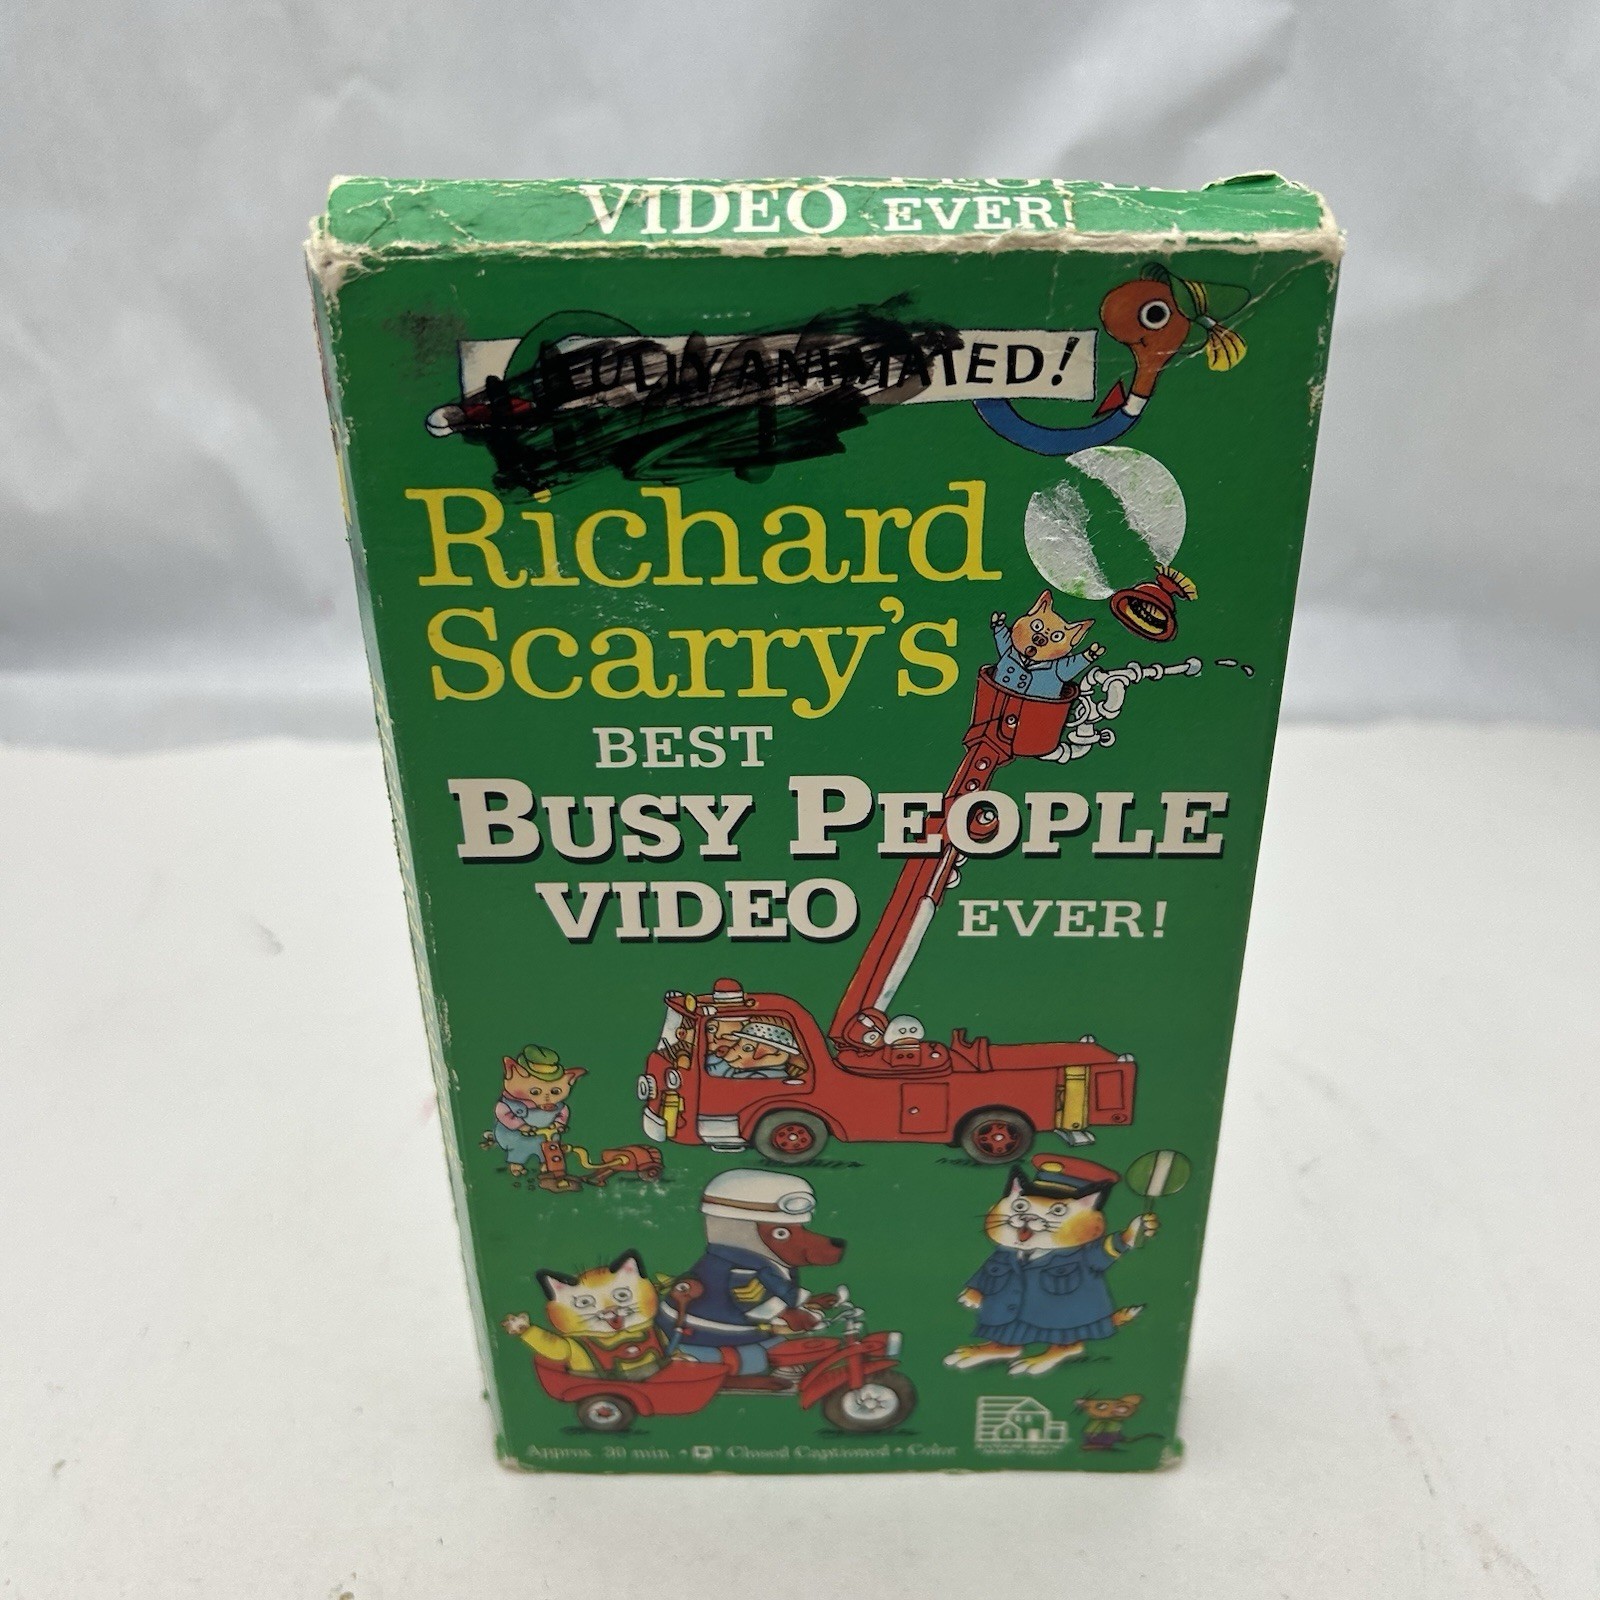 VIDEO EVER!
FULLY ANIMATED!
Richard
Scarry's
BEST
BUSY PEOPLE
VIDEO EVER!
Approx. 30 min. • Closed Captioned • Color